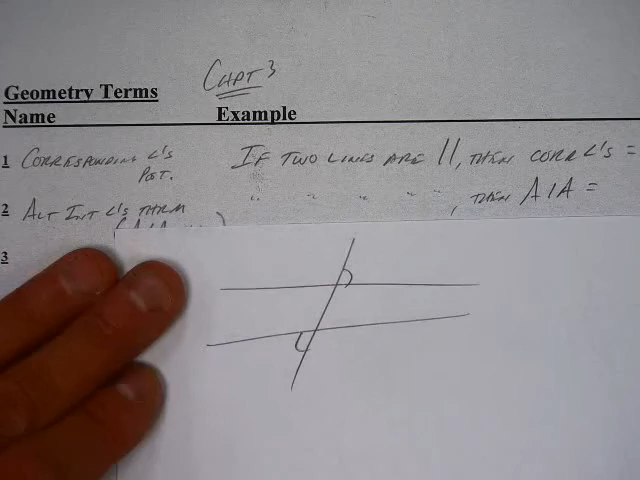 CHPT 3
Geometry Terms
Name Example
1 CORRESPONDING ∠'S POST. IF TWO LINES ARE ||, THEN CORR ∠'S =
2 ALT INT ∠'S THRM " " " " " , THEN AIA =
3